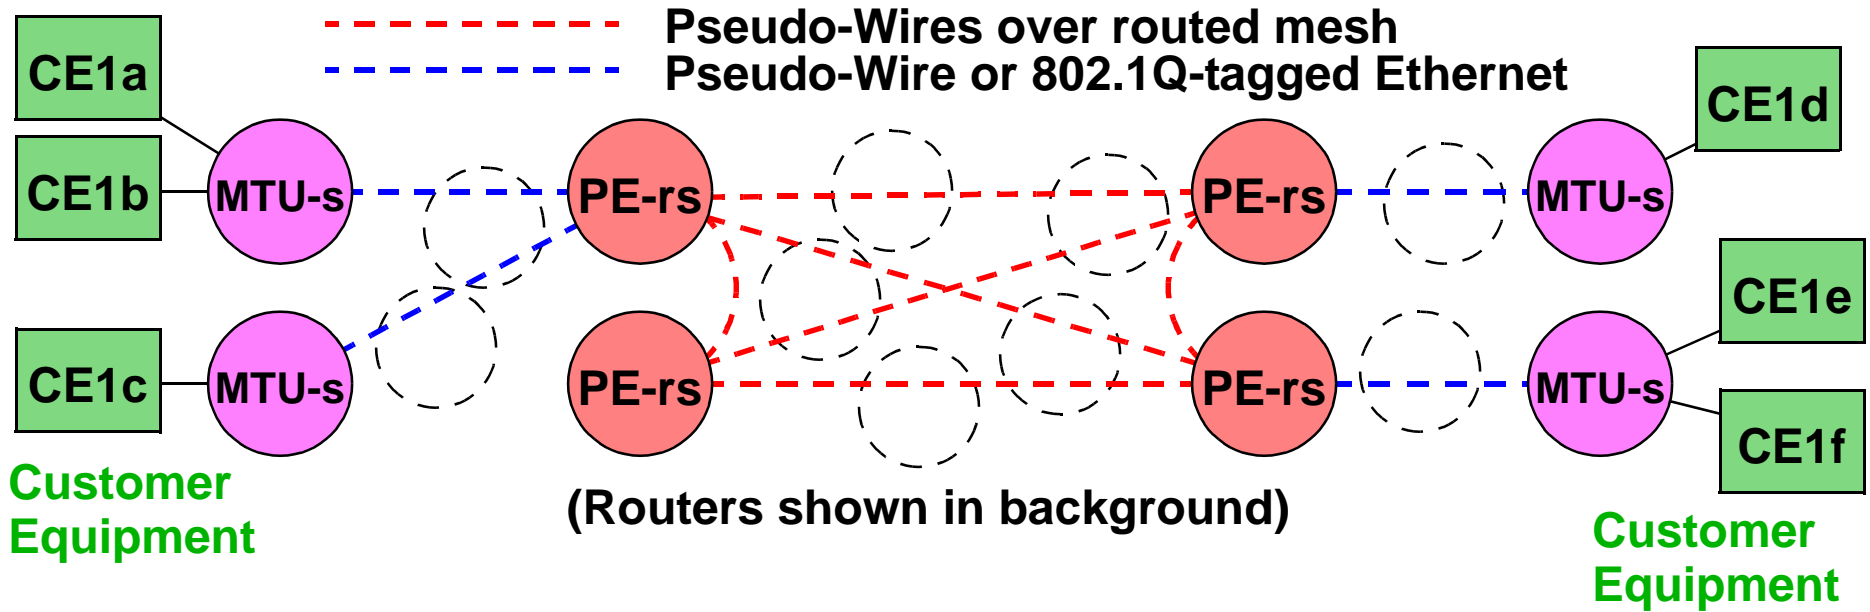 Pseudo-Wires over routed mesh
Pseudo-Wire or 802.1Q-tagged Ethernet
CE1a
CE1b
CE1c
MTU-s
MTU-s
PE-rs
PE-rs
PE-rs
PE-rs
MTU-s
MTU-s
CE1d
CE1e
CE1f
Customer
Equipment
(Routers shown in background)
Customer
Equipment